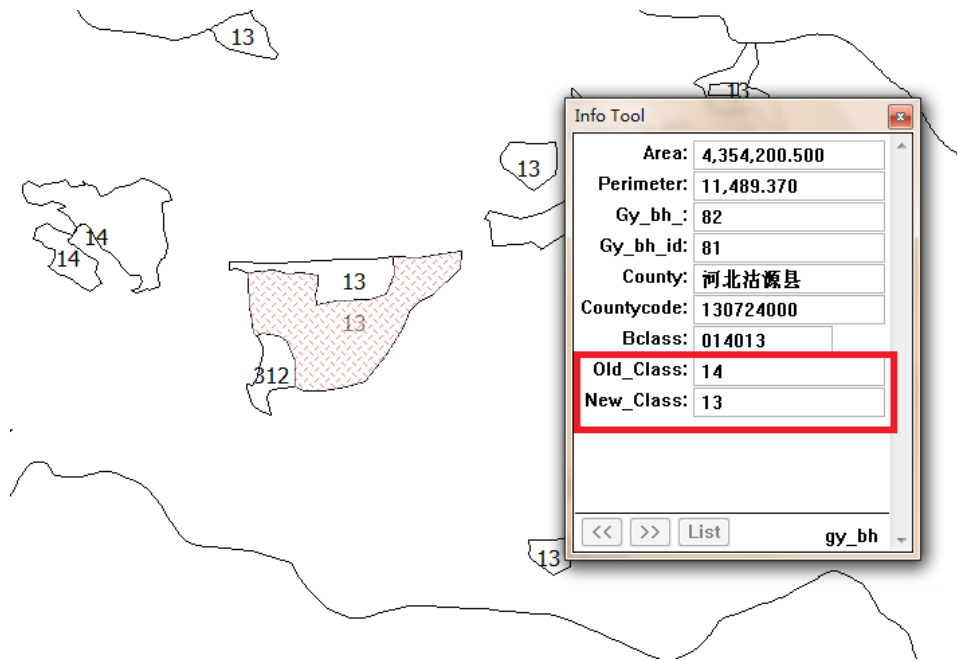 13
13
Info Tool
Area: 4,354,200.500
Perimeter: 11,489.370
Gy_bh_: 82
Gy_bh_id: 81
County: 河北沽源县
Countycode: 130724000
Bclass: 014013
Old_Class: 14
New_Class: 13
<< >> List gy_bh
13
14
14
13
13
312
13